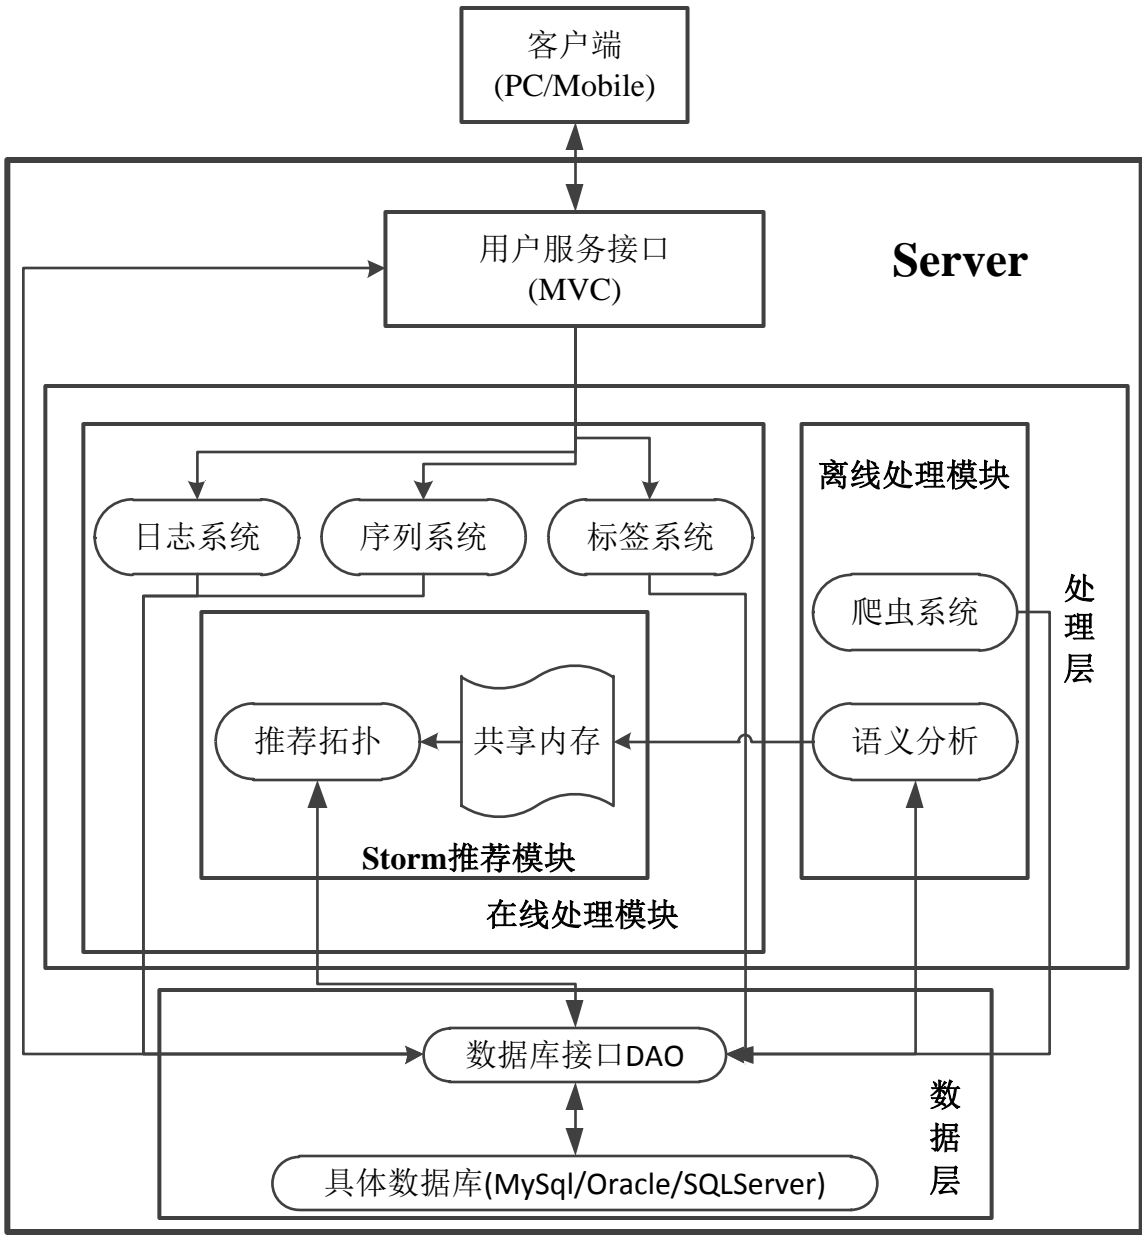 客户端
(PC/Mobile)
用户服务接口
(MVC)
Server
离线处理模块
日志系统
序列系统
标签系统
爬虫系统
处
理
层
推荐拓扑
共享内存
语义分析
Storm推荐模块
在线处理模块
数据库接口DAO
数
据
层
具体数据库(MySql/Oracle/SQLServer)